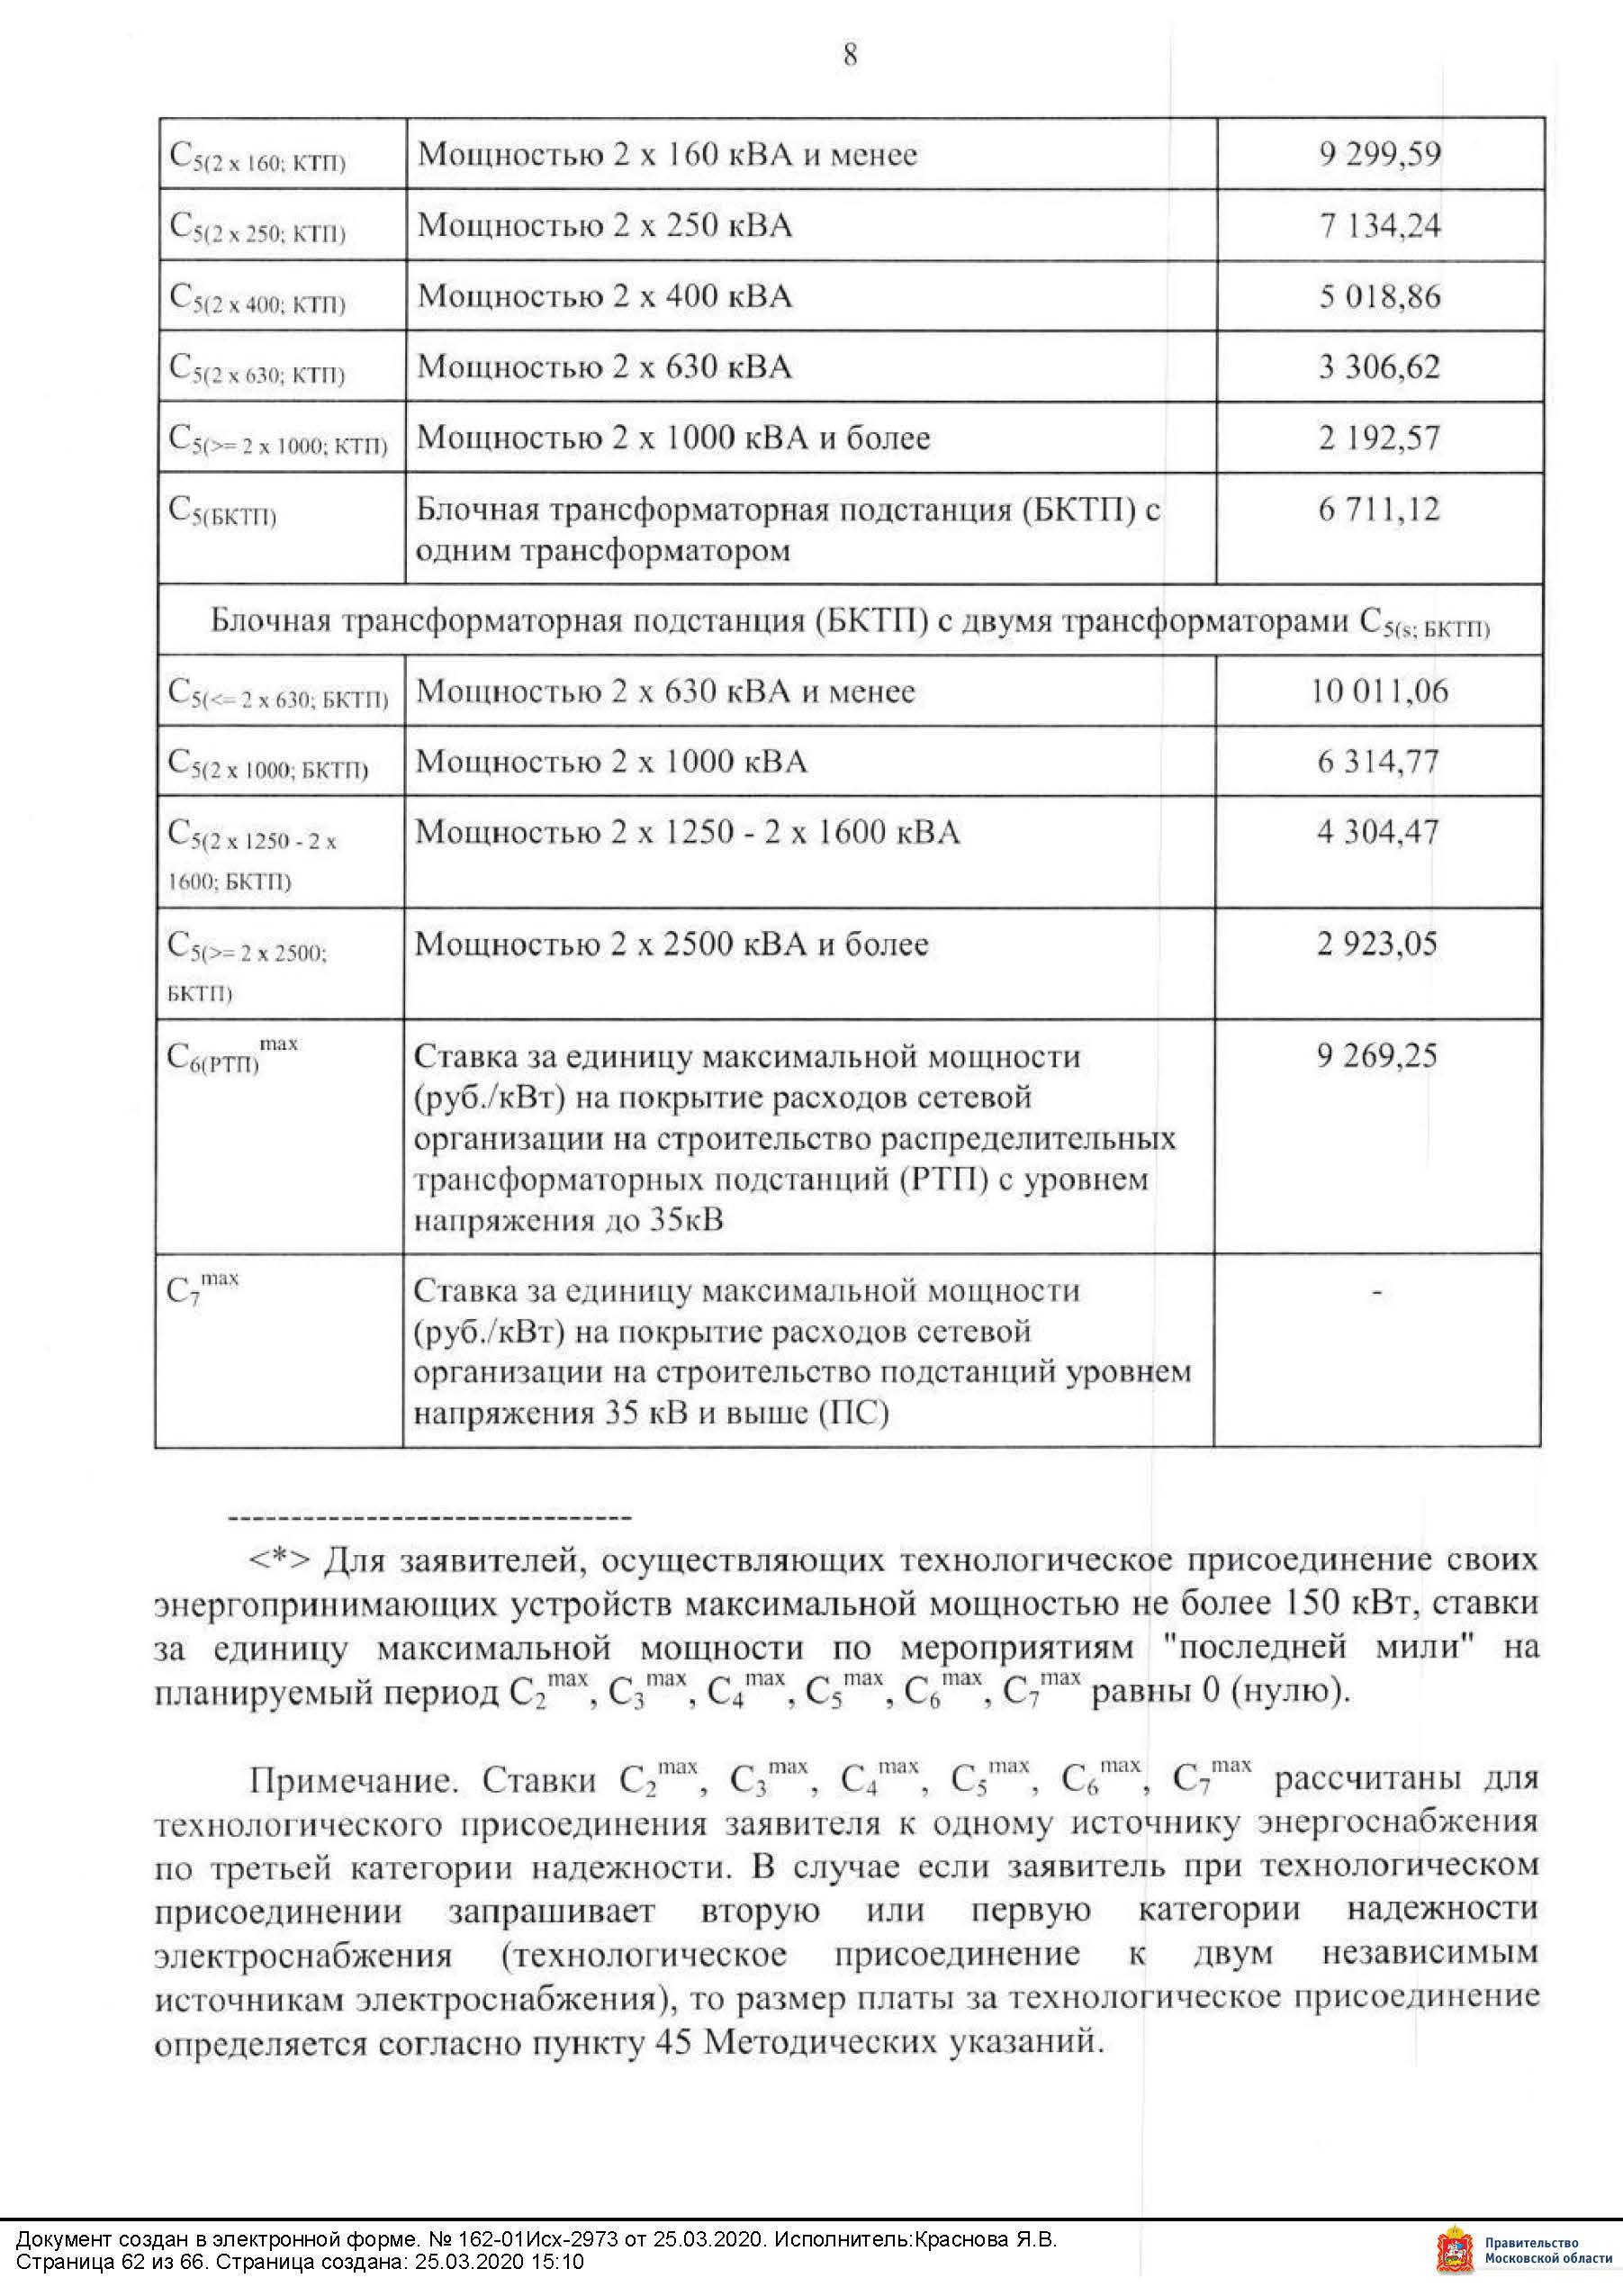 8
C5(2 x 160; КТП) Мощностью 2 x 160 кВА и менее 9 299,59
C5(2 x 250; КТП) Мощностью 2 x 250 кВА 7 134,24
C5(2 x 400; КТП) Мощностью 2 x 400 кВА 5 018,86
C5(2 x 630; КТП) Мощностью 2 x 630 кВА 3 306,62
C5(>= 2 x 1000; КТП) Мощностью 2 x 1000 кВА и более 2 192,57
C5(БКТП) Блочная трансформаторная подстанция (БКТП) с 6 711,12
одним трансформатором
Блочная трансформаторная подстанция (БКТП) с двумя трансформаторами C5(s; БКТП)
C5(<= 2 x 630; БКТП) Мощностью 2 x 630 кВА и менее 10 011,06
C5(2 x 1000; БКТП) Мощностью 2 x 1000 кВА 6 314,77
C5(2 x 1250 - 2 x Мощностью 2 x 1250 - 2 x 1600 кВА 4 304,47
1600; БКТП)
C5(>= 2 x 2500; Мощностью 2 x 2500 кВА и более 2 923,05
БКТП)
C6(РТП)max Ставка за единицу максимальной мощности 9 269,25
(руб./кВт) на покрытие расходов сетевой
организации на строительство распределительных
трансформаторных подстанций (РТП) с уровнем
напряжения до 35кВ
C7max Ставка за единицу максимальной мощности -
(руб./кВт) на покрытие расходов сетевой
организации на строительство подстанций уровнем
напряжения 35 кВ и выше (ПС)
--------------------------------
<*> Для заявителей, осуществляющих технологическое присоединение своих
энергопринимающих устройств максимальной мощностью не более 150 кВт, ставки
за единицу максимальной мощности по мероприятиям "последней мили" на
планируемый период C2max, C3max, C4max, C5max, C6max, C7max равны 0 (нулю).
Примечание. Ставки C2max, C3max, C4max, C5max, C6max, C7max рассчитаны для
технологического присоединения заявителя к одному источнику энергоснабжения
по третьей категории надежности. В случае если заявитель при технологическом
присоединении запрашивает вторую или первую категории надежности
электроснабжения (технологическое присоединение к двум независимым
источникам электроснабжения), то размер платы за технологическое присоединение
определяется согласно пункту 45 Методических указаний.
Документ создан в электронной форме. № 162-01Исх-2973 от 25.03.2020. Исполнитель:Краснова Я.В.
Страница 62 из 66. Страница создана: 25.03.2020 15:10
Правительство
Московской области